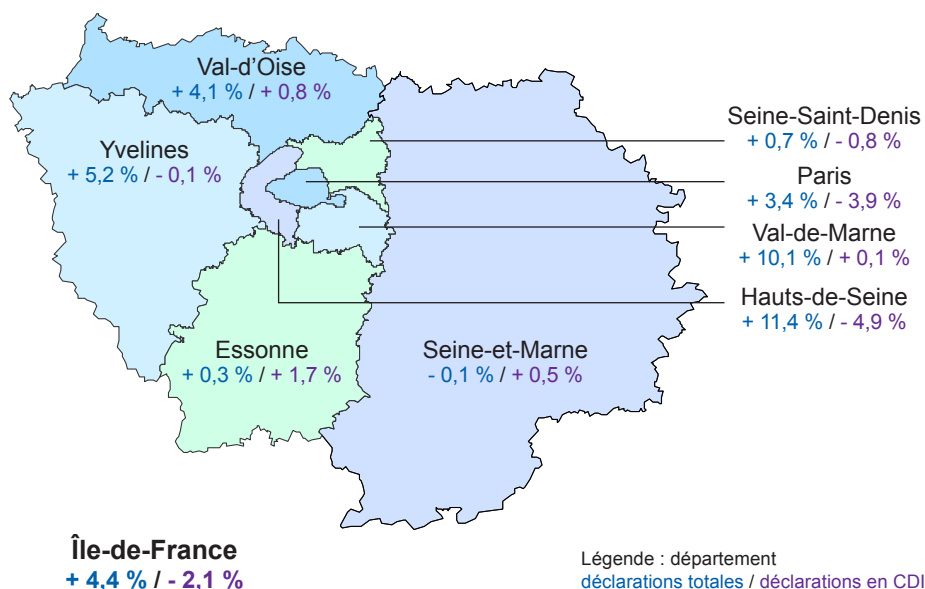 Val-d'Oise
+ 4,1 % / + 0,8 %
Yvelines
+ 5,2 % / - 0,1 %
Seine-Saint-Denis
+ 0,7 % / - 0,8 %
Paris
+ 3,4 % / - 3,9 %
Val-de-Marne
+ 10,1 % / + 0,1 %
Hauts-de-Seine
+ 11,4 % / - 4,9 %
Essonne
+ 0,3 % / + 1,7 %
Seine-et-Marne
- 0,1 % / + 0,5 %
Île-de-France
+ 4,4 % / - 2,1 %
Légende : département
déclarations totales / déclarations en CDI